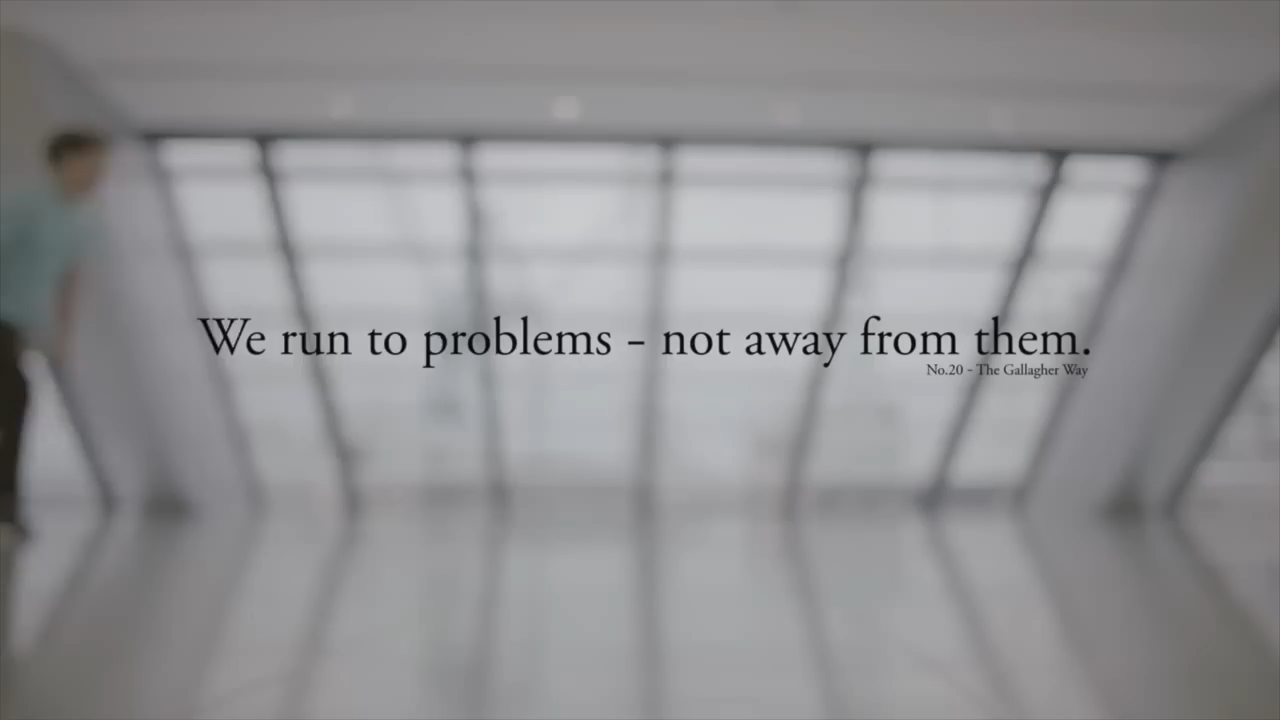 We run to problems - not away from them.
No.20 - The Gallagher Way